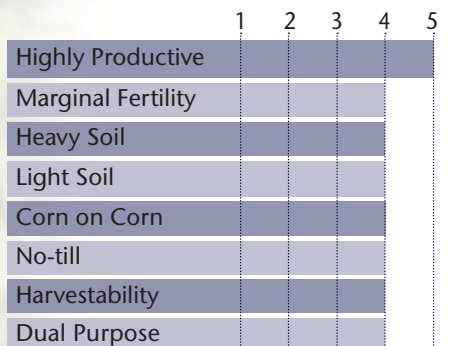 1 2 3 4 5
Highly Productive
Marginal Fertility
Heavy Soil
Light Soil
Corn on Corn
No-till
Harvestability
Dual Purpose